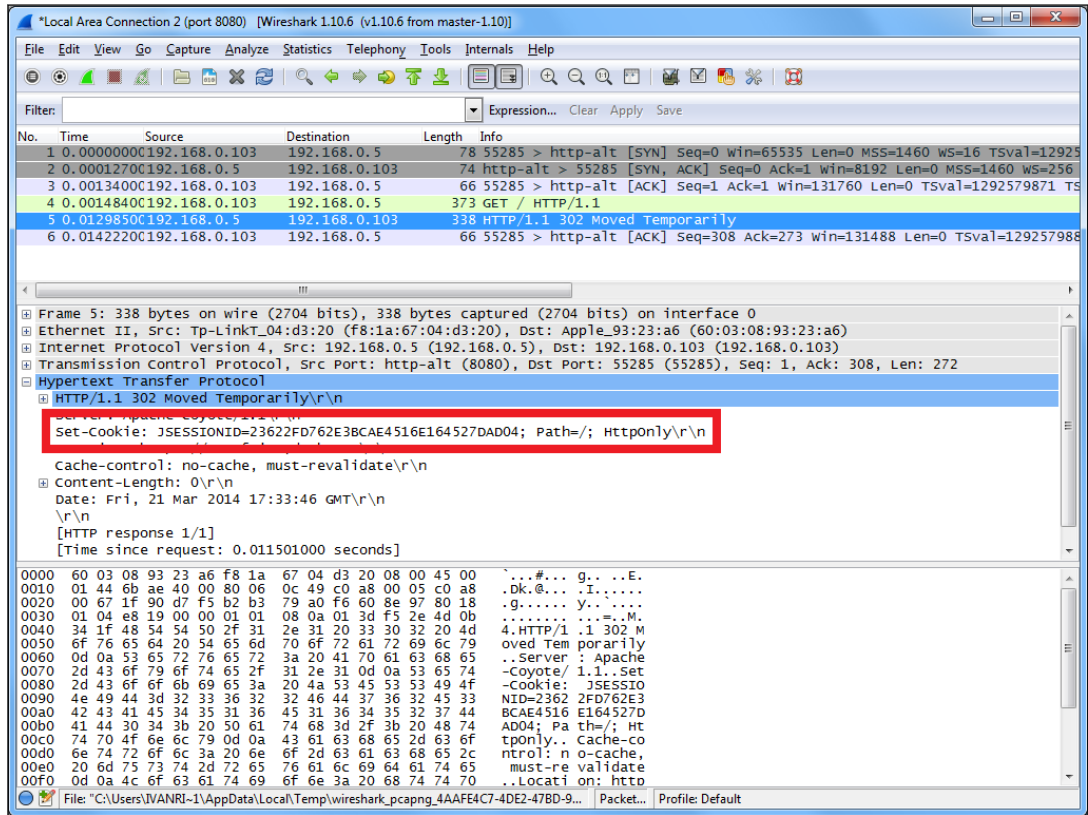 *Local Area Connection 2 (port 8080) [Wireshark 1.10.6 (v1.10.6 from master-1.10)]
File Edit View Go Capture Analyze Statistics Telephony Tools Internals Help
Filter: Expression... Clear Apply Save
No. Time Source Destination Length Info
1 0.00000000 192.168.0.103 192.168.0.5 78 55285 > http-alt [SYN] Seq=0 Win=65535 Len=0 MSS=1460 WS=16 TSval=12925
2 0.00012700 192.168.0.5 192.168.0.103 74 http-alt > 55285 [SYN, ACK] Seq=0 Ack=1 Win=8192 Len=0 MSS=1460 WS=256
3 0.00134000 192.168.0.103 192.168.0.5 66 55285 > http-alt [ACK] Seq=1 Ack=1 Win=131760 Len=0 TSval=1292579871 TS
4 0.00148400 192.168.0.103 192.168.0.5 373 GET / HTTP/1.1
5 0.01298500 192.168.0.5 192.168.0.103 338 HTTP/1.1 302 Moved Temporarily
6 0.01422200 192.168.0.103 192.168.0.5 66 55285 > http-alt [ACK] Seq=308 Ack=273 Win=131488 Len=0 TSval=129257988
Frame 5: 338 bytes on wire (2704 bits), 338 bytes captured (2704 bits) on interface 0
Ethernet II, Src: Tp-LinkT_04:d3:20 (f8:1a:67:04:d3:20), Dst: Apple_93:23:a6 (60:03:08:93:23:a6)
Internet Protocol Version 4, Src: 192.168.0.5 (192.168.0.5), Dst: 192.168.0.103 (192.168.0.103)
Transmission Control Protocol, Src Port: http-alt (8080), Dst Port: 55285 (55285), Seq: 1, Ack: 308, Len: 272
Hypertext Transfer Protocol
HTTP/1.1 302 Moved Temporarily\r\n
Server: Apache-Coyote/1.1\r\n
Set-Cookie: JSESSIONID=23622FD762E3BCAE4516E164527DAD04; Path=/; HttpOnly\r\n
Cache-control: no-cache, must-revalidate\r\n
Content-Length: 0\r\n
Date: Fri, 21 Mar 2014 17:33:46 GMT\r\n
\r\n
[HTTP response 1/1]
[Time since request: 0.011501000 seconds]
0000 60 03 08 93 23 a6 f8 1a 67 04 d3 20 08 00 45 00 `...#... g.. ..E.
0010 01 44 6b ae 40 00 80 06 0c 49 c0 a8 00 05 c0 a8 .Dk.@... .I......
0020 00 67 1f 90 d7 f5 b2 b3 79 a0 f6 60 8e 97 80 18 .g...... y..`....
0030 01 04 e8 19 00 00 01 01 08 0a 01 3d f5 2e 4d 0b ........ ...=..M.
0040 34 1f 48 54 54 50 2f 31 2e 31 20 33 30 32 20 4d 4.HTTP/1 .1 302 M
0050 6f 76 65 64 20 54 65 6d 70 6f 72 61 72 69 6c 79 oved Tem porarily
0060 0d 0a 53 65 72 76 65 72 3a 20 41 70 61 63 68 65 ..Server : Apache
0070 2d 43 6f 79 6f 74 65 2f 31 2e 31 0d 0a 53 65 74 -Coyote/ 1.1..Set
0080 2d 43 6f 6f 6b 69 65 3a 20 4a 53 45 53 53 49 4f -Cookie: JSESSIO
0090 4e 49 44 3d 32 33 36 32 32 46 44 37 36 32 45 33 NID=2362 2FD762E3
00a0 42 43 41 45 34 35 31 36 45 31 36 34 35 32 37 44 BCAE4516 E164527D
00b0 41 44 30 34 3b 20 50 61 74 68 3d 2f 3b 20 48 74 AD04; Pa th=/; Ht
00c0 74 70 4f 6e 6c 79 0d 0a 43 61 63 68 65 2d 63 6f tpOnly.. Cache-co
00d0 6e 74 72 6f 6c 3a 20 6e 6f 2d 63 61 63 68 65 2c ntrol: n o-cache,
00e0 20 6d 75 73 74 2d 72 65 76 61 6c 69 64 61 74 65 must-re validate
00f0 0d 0a 4c 6f 63 61 74 69 6f 6e 3a 20 68 74 74 70 ..Locati on: http
File: "C:\Users\IVANRI~1\AppData\Local\Temp\wireshark_pcapng_4AAFE4C7-4DE2-47BD-9... Packet... Profile: Default